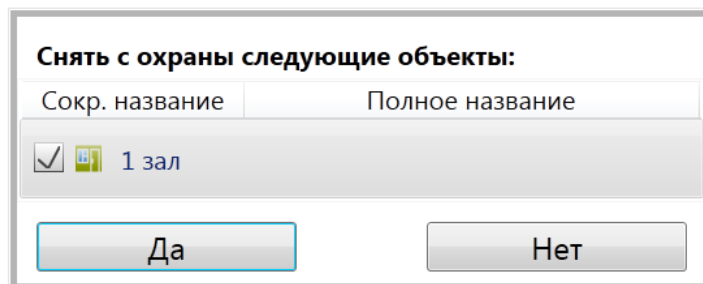 Снять с охраны следующие объекты:
Сокр. название Полное название
1 зал
Да Нет